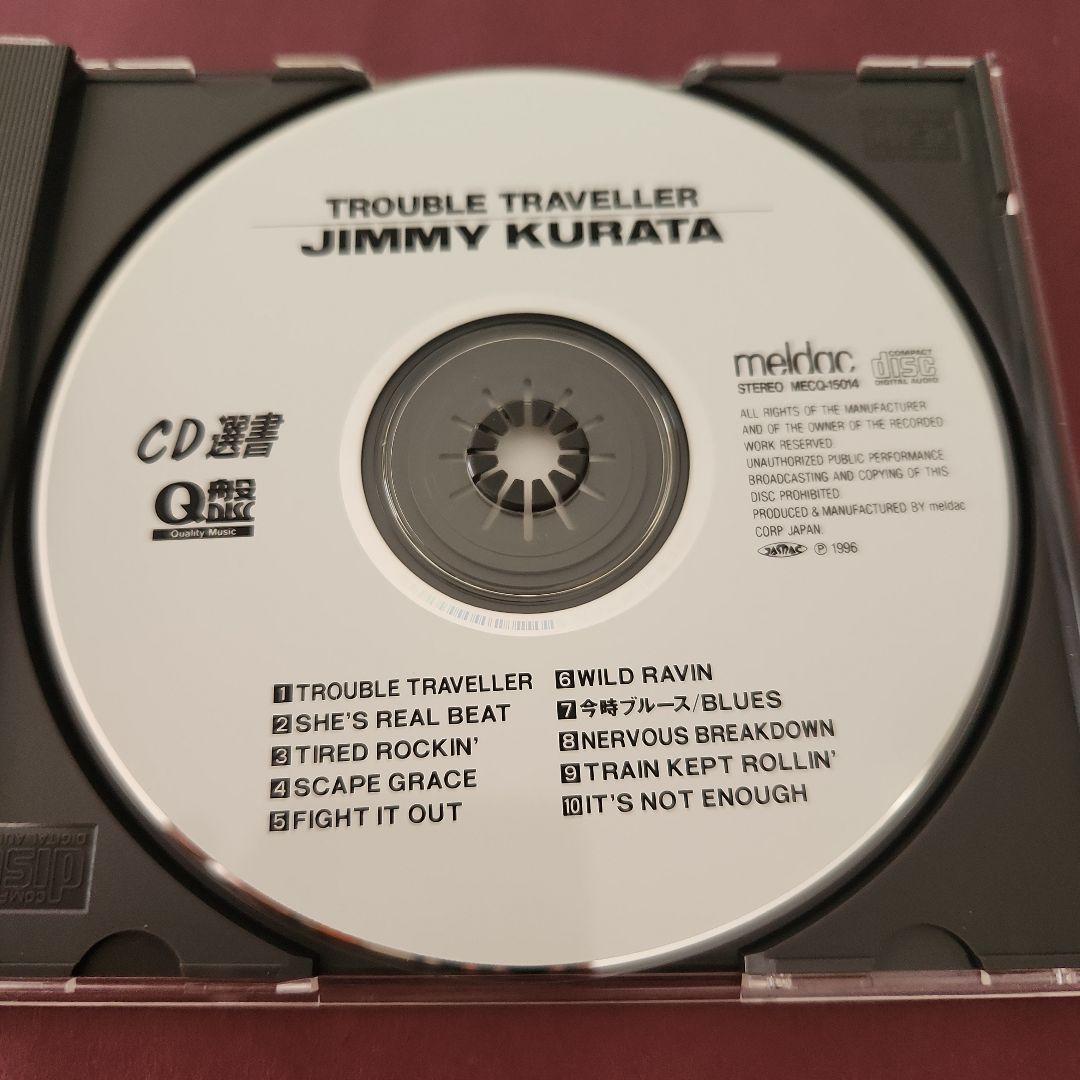 TROUBLE TRAVELLER
JIMMY KURATA
meldac
COMPACT
disc
DIGITAL AUDIO
STEREO MECQ-15014
ALL RIGHTS OF THE MANUFACTURER
AND OF THE OWNER OF THE RECORDED
WORK RESERVED.
UNAUTHORIZED PUBLIC PERFORMANCE
BROADCASTING AND COPYING OF THIS
DISC PROHIBITED.
PRODUCED & MANUFACTURED BY meldac
CORP JAPAN.
JASRAC ℗ 1996
CD選書
Q盤
DISC
Quality Music
1 TROUBLE TRAVELLER
2 SHE'S REAL BEAT
3 TIRED ROCKIN'
4 SCAPE GRACE
5 FIGHT IT OUT
6 WILD RAVIN
7 今時ブルース/BLUES
8 NERVOUS BREAKDOWN
9 TRAIN KEPT ROLLIN'
10 IT'S NOT ENOUGH